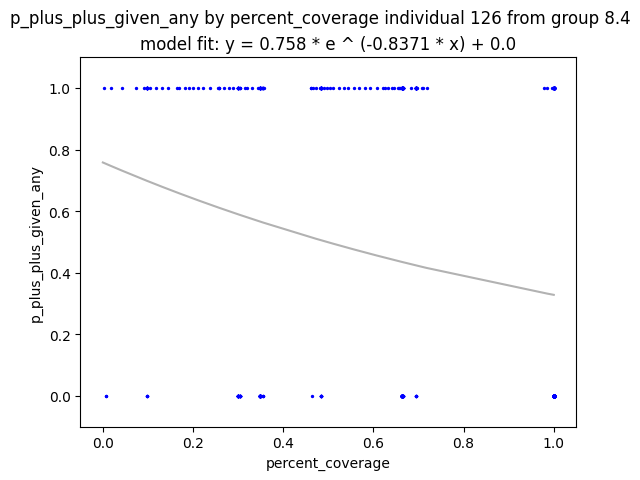 p_plus_plus_given_any by percent_coverage individual 126 from group 8.4
model fit: y = 0.758 * e ^ (-0.8371 * x) + 0.0
1.0
0.8
0.6
0.4
0.2
0.0
p_plus_plus_given_any
0.0 0.2 0.4 0.6 0.8 1.0
percent_coverage